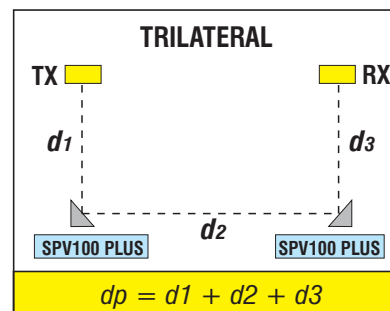 TRILATERAL
TX RX
d1 d3
d2
SPV100 PLUS SPV100 PLUS
dp = d1 + d2 + d3